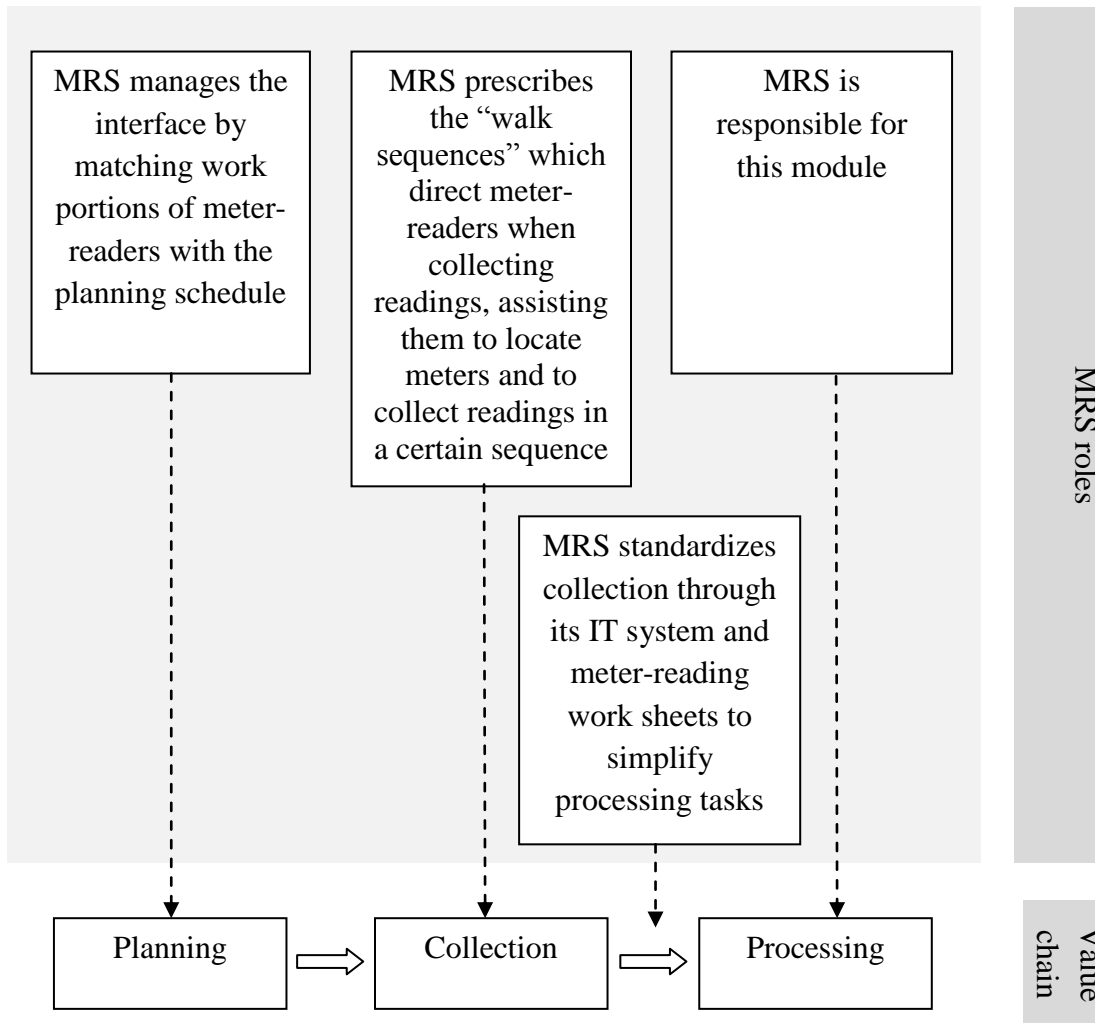 MRS manages the
interface by
matching work
portions of meter-
readers with the
planning schedule
MRS prescribes
the “walk
sequences” which
direct meter-
readers when
collecting
readings, assisting
them to locate
meters and to
collect readings in
a certain sequence
MRS is
responsible for
this module
MRS standardizes
collection through
its IT system and
meter-reading
work sheets to
simplify
processing tasks
MRS roles
Planning
Collection
Processing
Value
chain